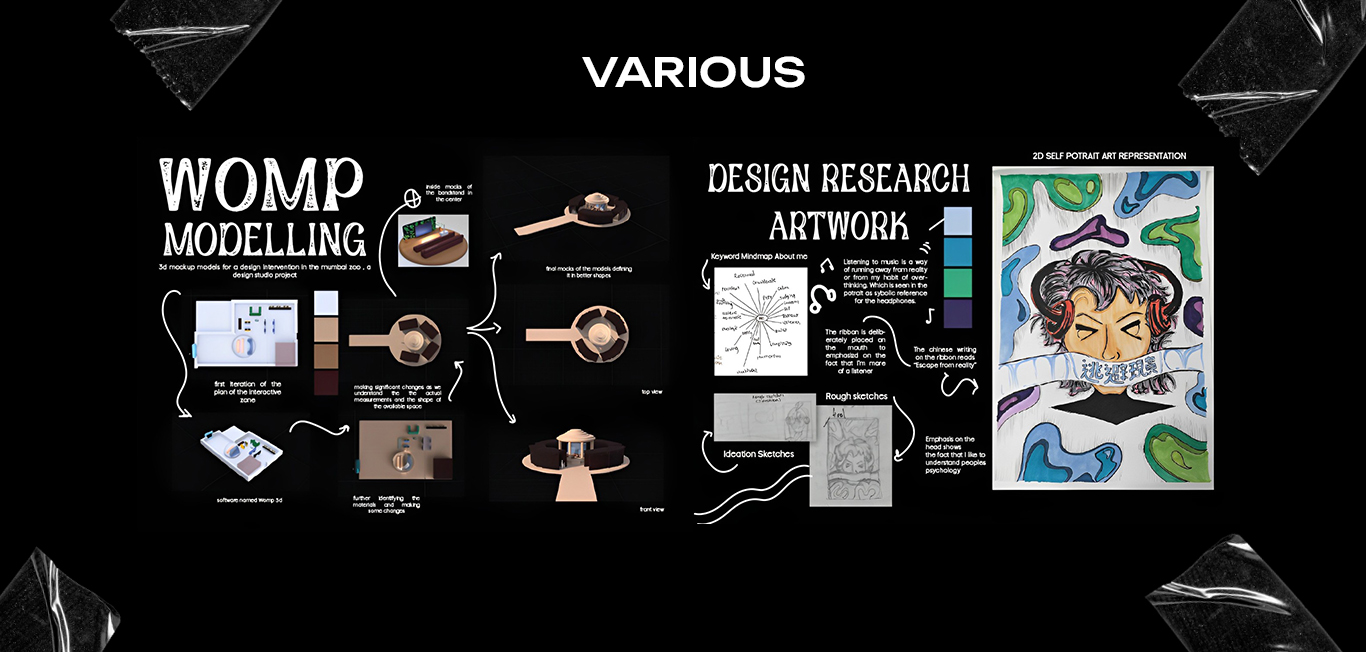 VARIOUS
WOMP
MODELLING
3d mockup models for a design intervention in the mumbai zoo , a
design studio project
inside mocks of
the bandstand in
the center
first iteration of the
plan of the interactive
zone
making significant changes as we
understand the the actual
measurements and the shape of
the available space
software named Womp 3d
further identifying the
materials and making
some changes
final mocks of the models defining
it in better shapes
top view
front view
DESIGN RESEARCH
ARTWORK
Keyword Mindmap About me
Listening to music is a way
of running away from reality
or from my habit of over-
thinking. Which is seen in the
potrait as sybolic reference
for the headphones.
The ribbon is delib-
erately placed on
the mouth to
emphasizd on the
fact that I'm more
of a listener
The chinese writing
on the ribbon reads
"Escape from reality"
Ideation Sketches
Rough sketches
Emphasis on the
head shows
the fact that I like to
understand peoples
psychology
2D SELF POTRAIT ART REPRESENTATION
逃避现实